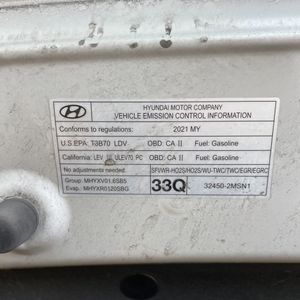 HYUNDAI MOTOR COMPANY
VEHICLE EMISSION CONTROL INFORMATION
Conforms to regulations: 2021 MY
U.S.EPA: T3B70 LDV OBD: CA II Fuel: Gasoline
California: LEV III ULEV70 PC OBD: CA II Fuel: Gasoline
No adjustments needed. SFI/WR-HO2S/HO2S/WU-TWC/TWC/EGR/EGRC
Group: MHYXV01.6SB5 33Q 32450-2MSN1
Evap.: MHYXR0120SBG